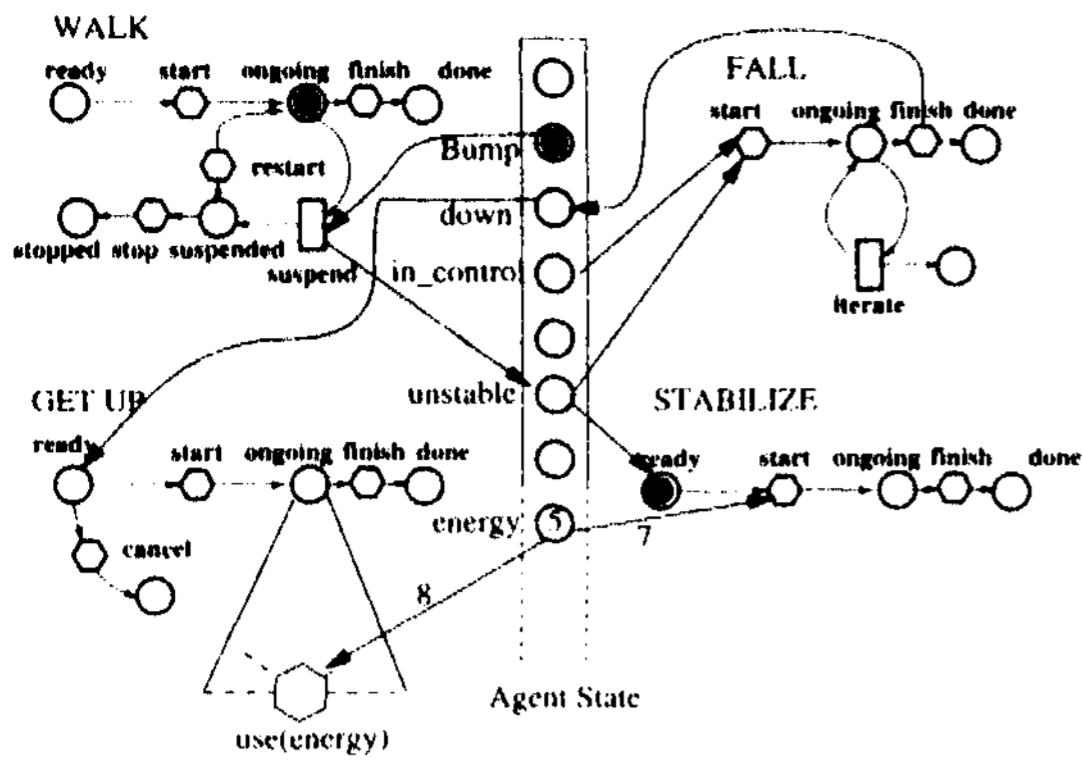 WALK
ready start ongoing finish done
restart
stopped stop suspended
suspend
Bump
down
in_control
unstable
energy 5
7
8
Agent State
FALL
start ongoing finish done
iterate
GET UP
ready start ongoing finish done
cancel
use(energy)
STABILIZE
ready start ongoing finish done